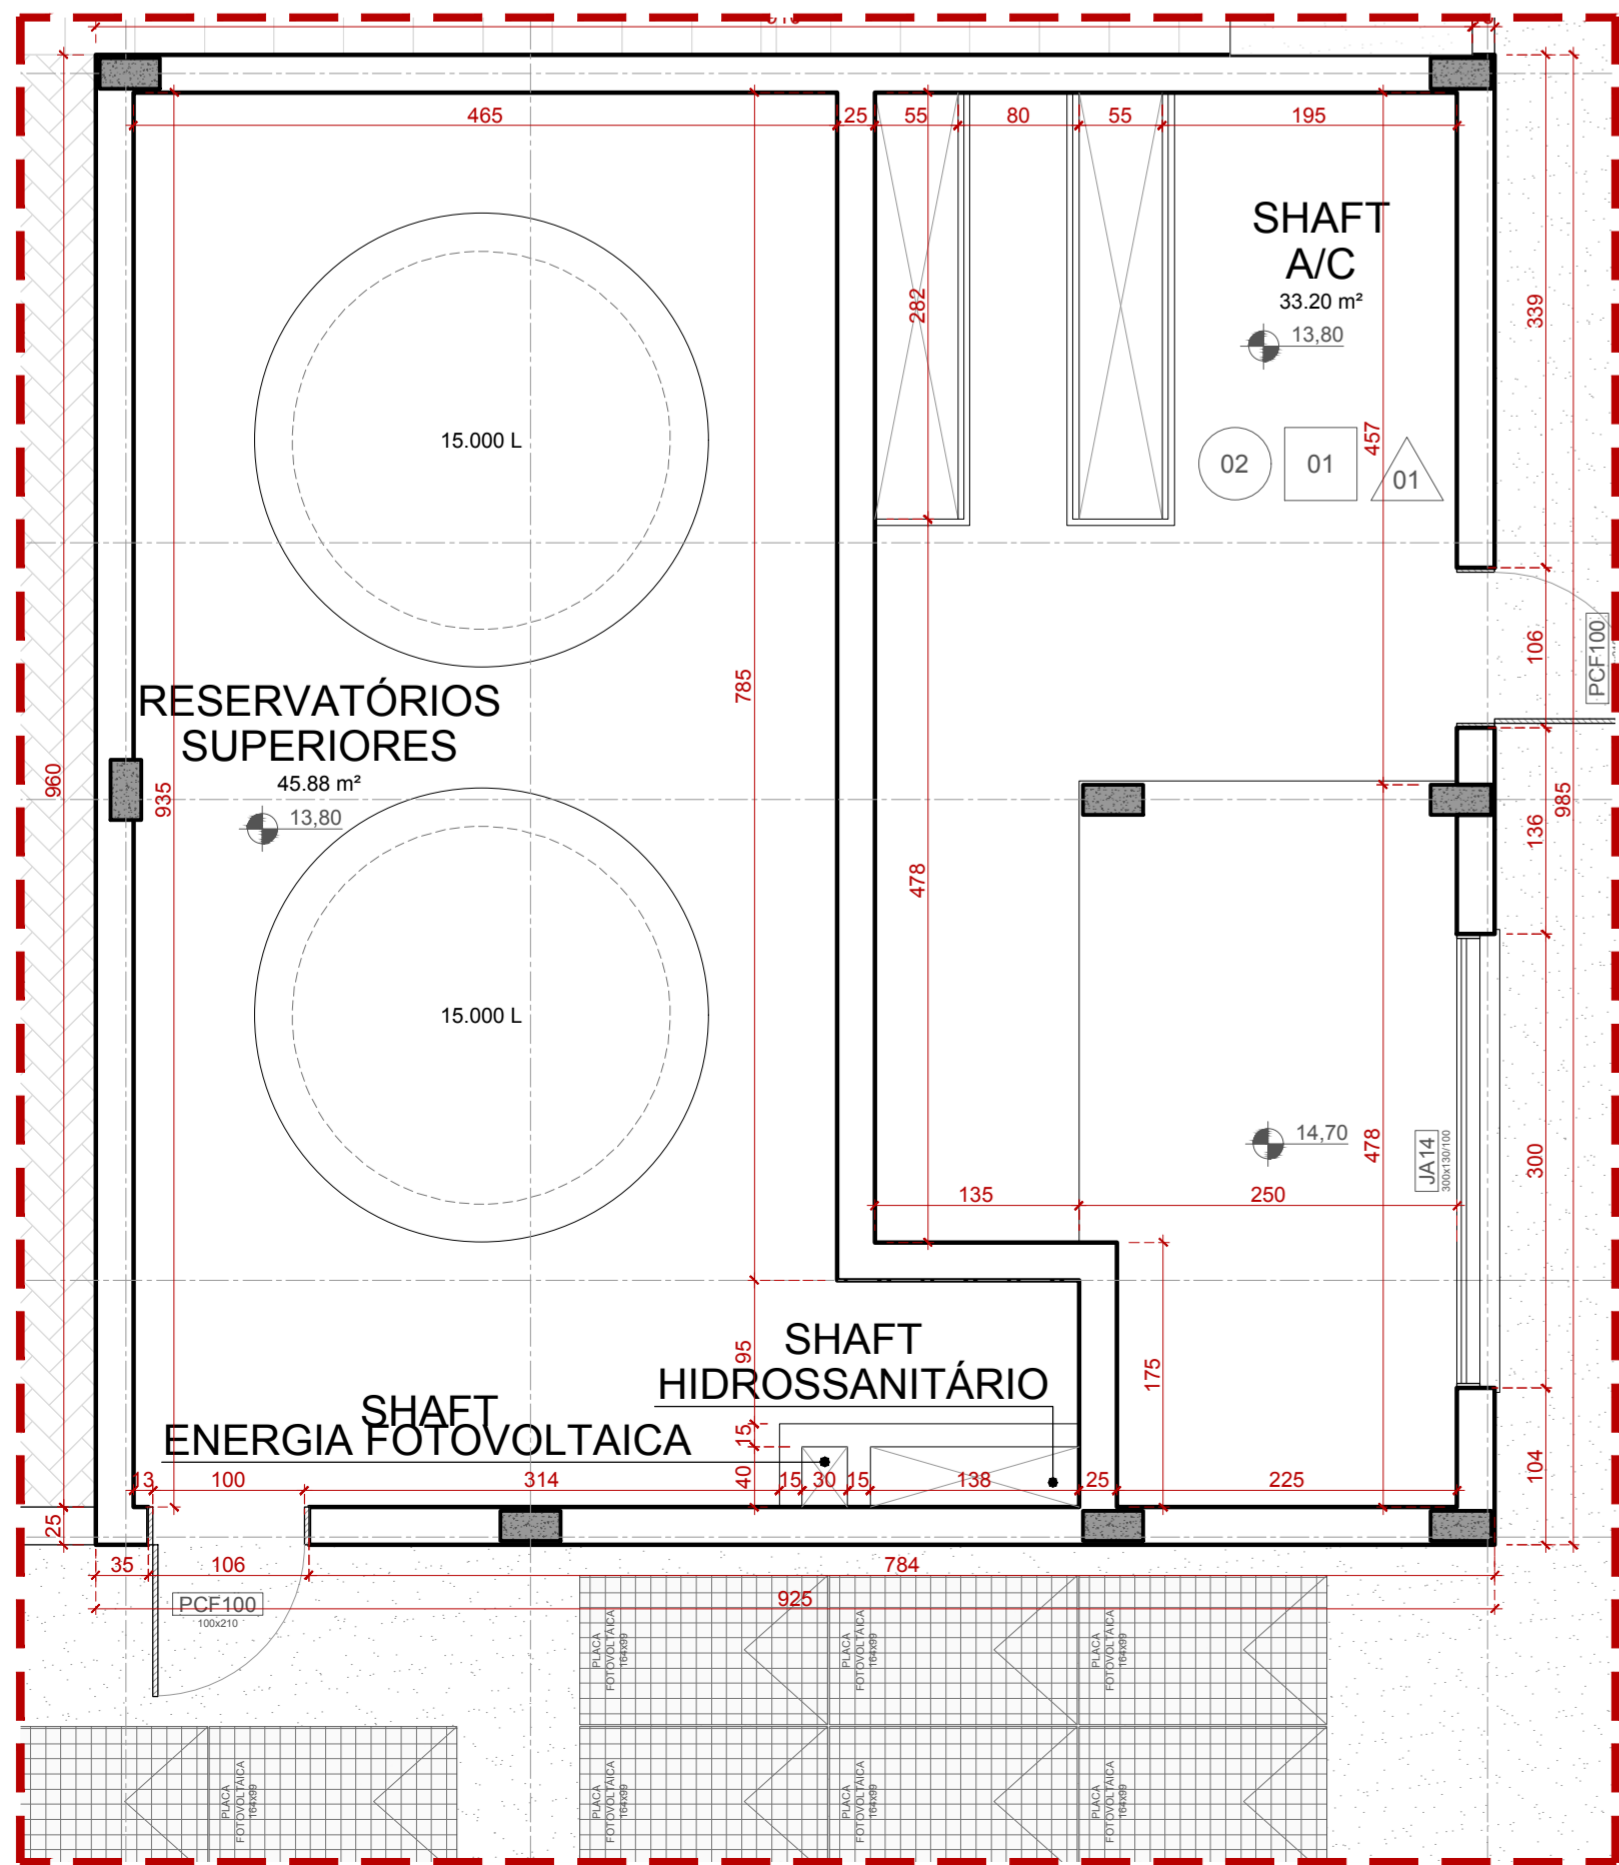 465
25
55
80
55
195
SHAFT
A/C
33.20 m²
13,80
282
339
457
02
01
01
15.000 L
785
106
PCF100
RESERVATÓRIOS
SUPERIORES
45.88 m²
13,80
960
935
985
136
478
15.000 L
14,70
478
JA14
300x130/100
300
135
250
SHAFT
HIDROSSANITÁRIO
95
175
SHAFT
ENERGIA FOTOVOLTAICA
15
40
104
13
100
314
15
30
15
138
25
225
25
35
106
784
925
PCF100
100x210
PLACA
FOTOVOLTAICA
164x99
PLACA
FOTOVOLTAICA
164x99
PLACA
FOTOVOLTAICA
164x99
PLACA
FOTOVOLTAICA
164x99
PLACA
FOTOVOLTAICA
164x99
PLACA
FOTOVOLTAICA
164x99
PLACA
FOTOVOLTAICA
164x99